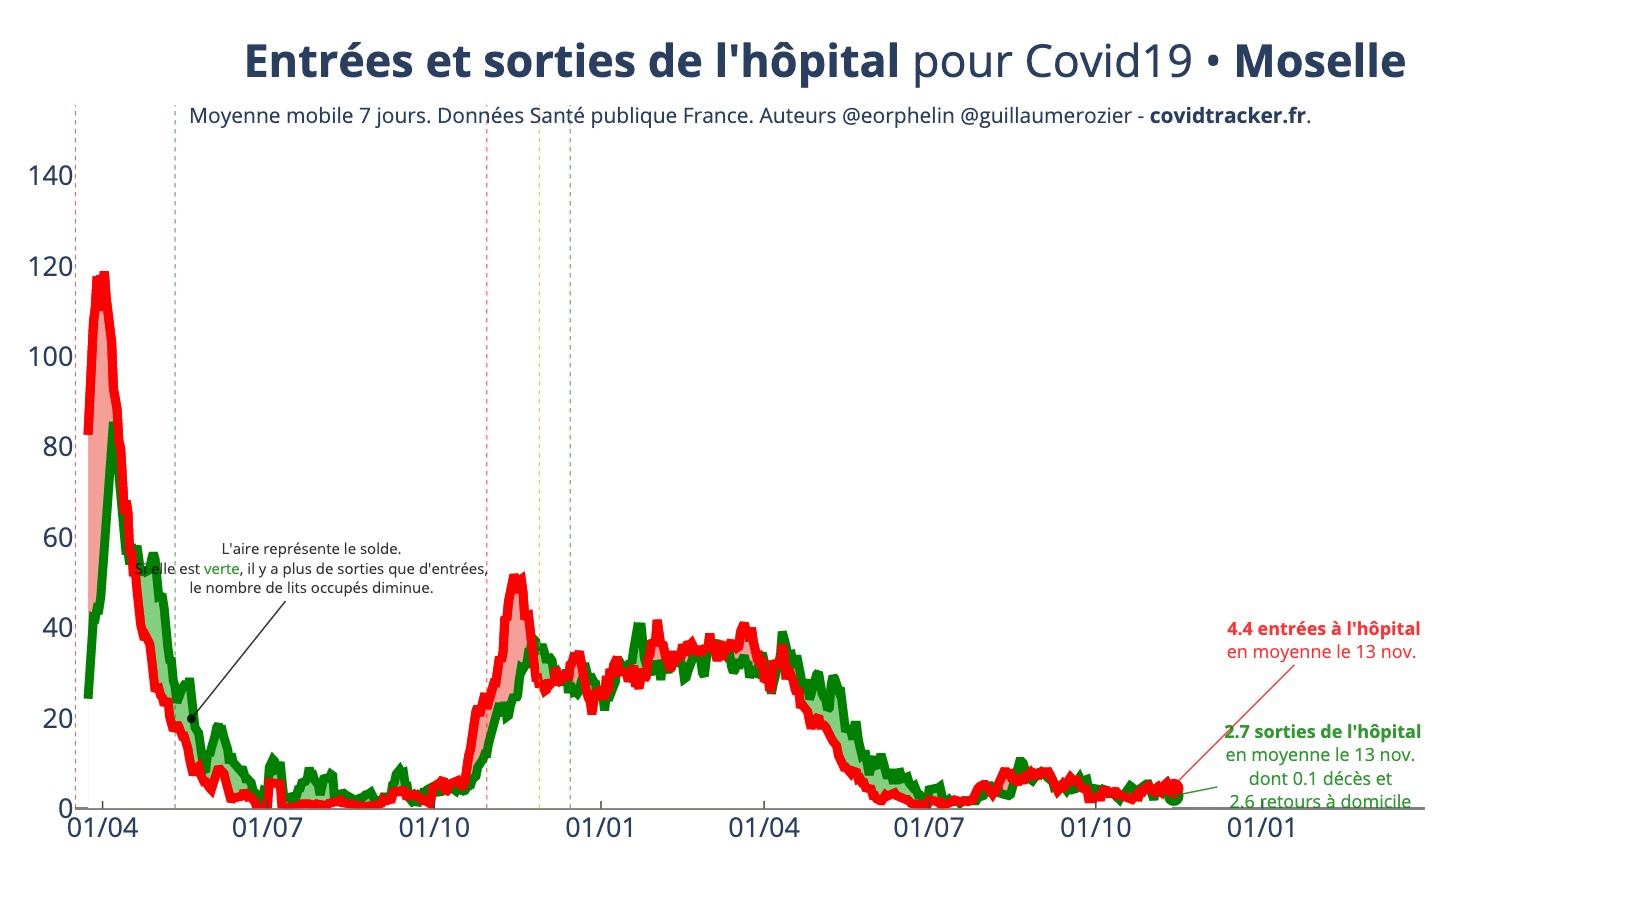 Entrées et sorties de l'hôpital pour Covid19 • Moselle
Moyenne mobile 7 jours. Données Santé publique France. Auteurs @eorphelin @guillaumerozier - covidtracker.fr.
140
120
100
80
60
40
20
0
L'aire représente le solde.
Si elle est verte, il y a plus de sorties que d'entrées,
le nombre de lits occupés diminue.
4.4 entrées à l'hôpital
en moyenne le 13 nov.
2.7 sorties de l'hôpital
en moyenne le 13 nov.
dont 0.1 décès et
2.6 retours à domicile
01/04 01/07 01/10 01/01 01/04 01/07 01/10 01/01